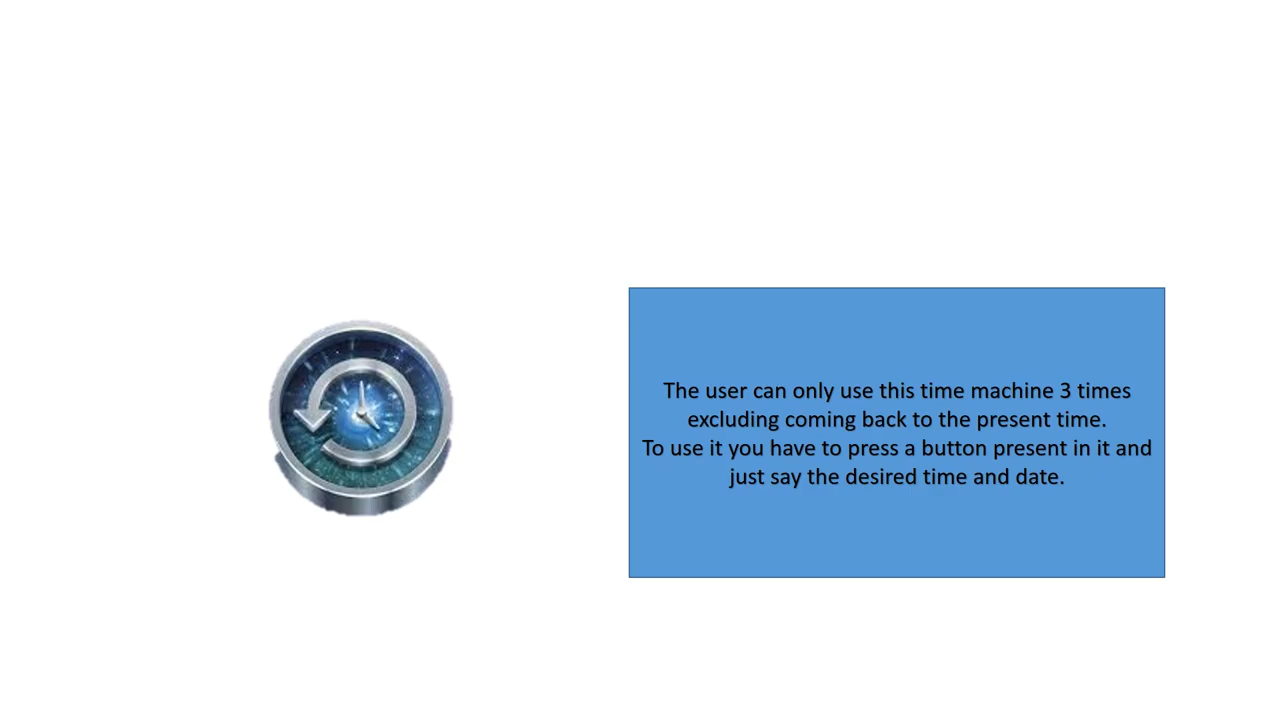 The user can only use this time machine 3 times
excluding coming back to the present time.
To use it you have to press a button present in it and
just say the desired time and date.